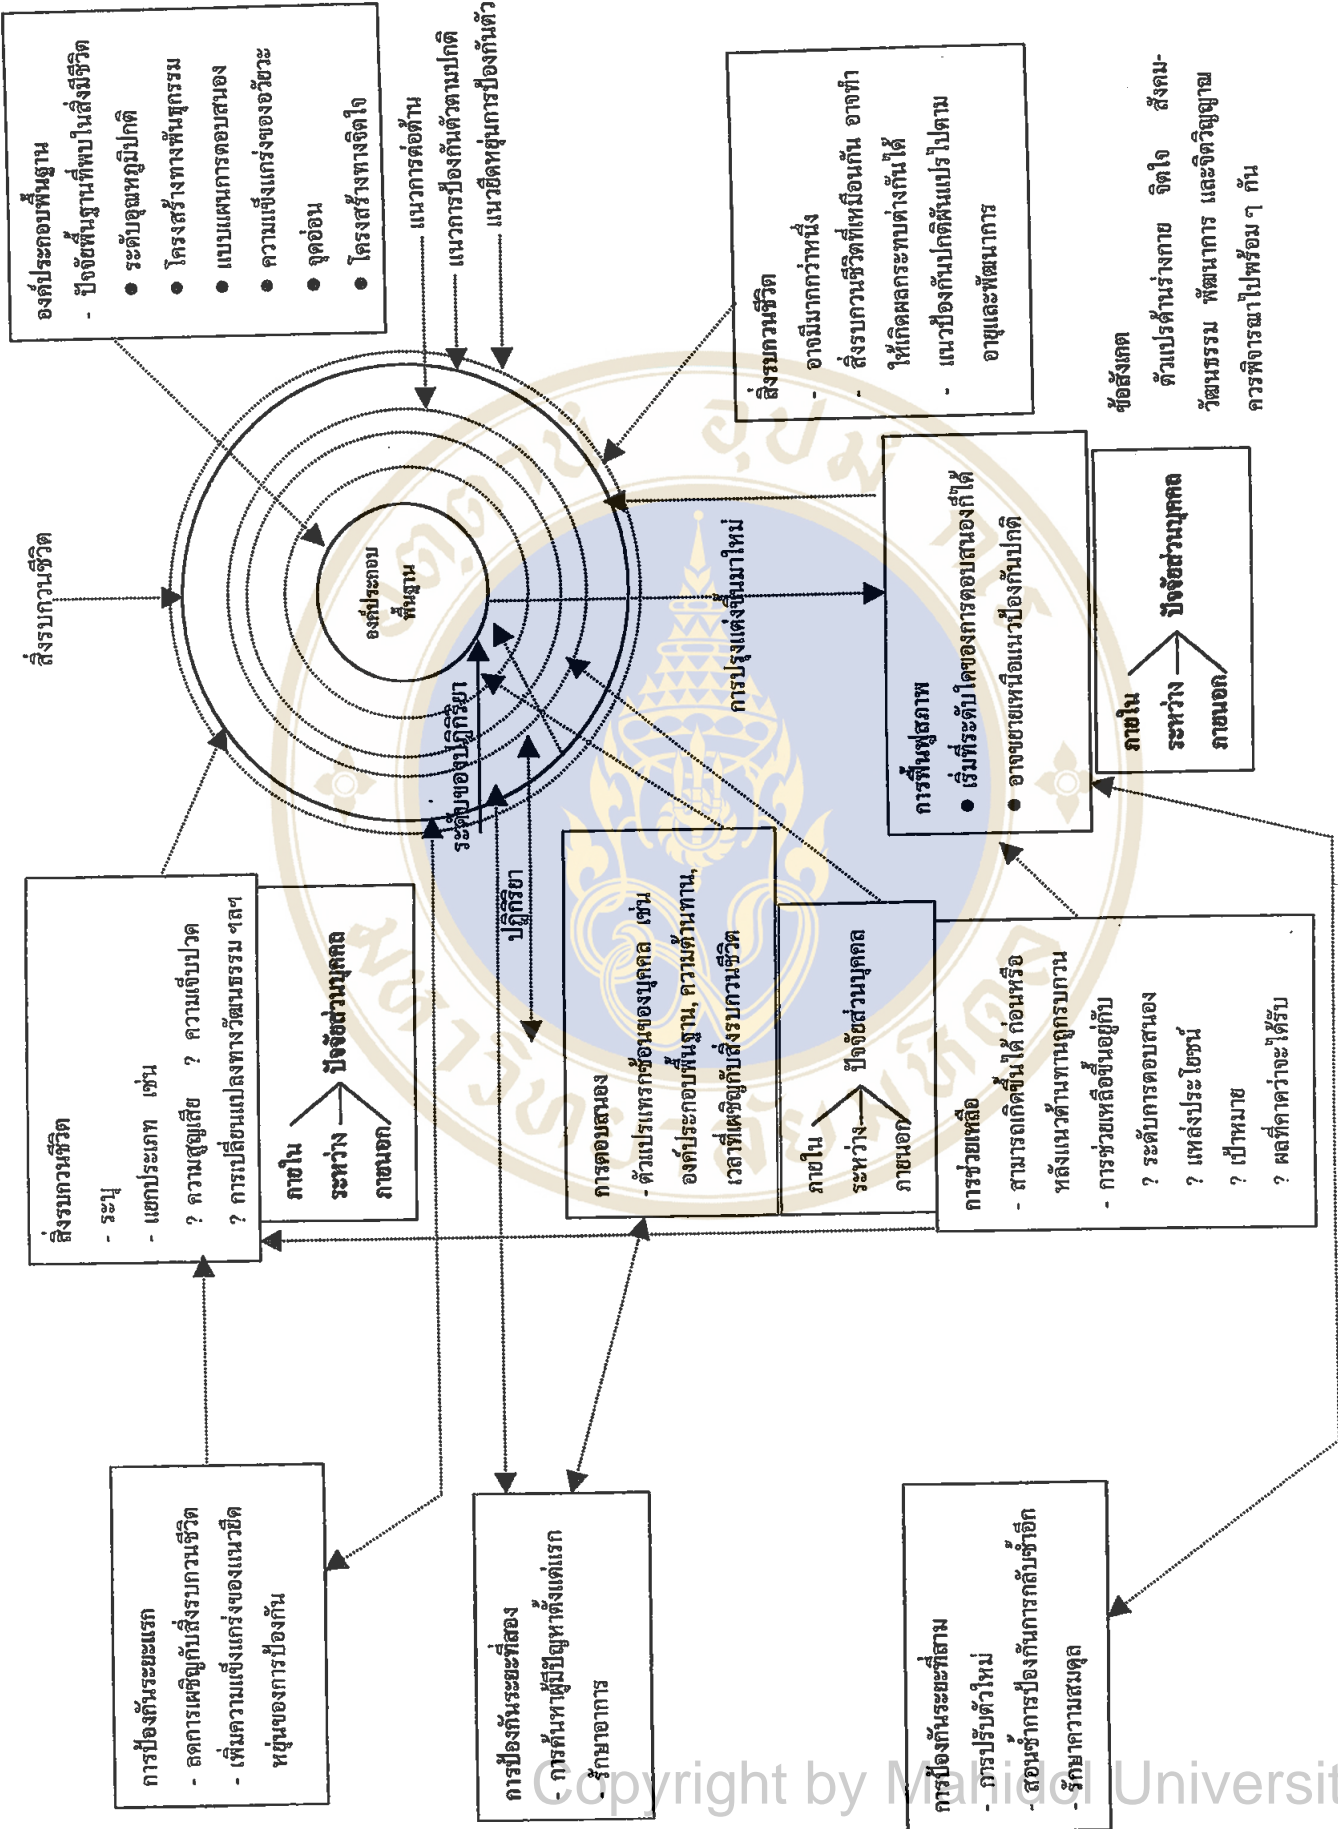 องค์ประกอบพื้นฐาน
- ปัจจัยพื้นฐานที่พบในสิ่งมีชีวิต
● ระดับอุณหภูมิปกติ
● โครงสร้างทางพันธุกรรม
● แบบแผนการตอบสนอง
● ความแข็งแกร่งของอวัยวะ
● จุดอ่อน
● โครงสร้างทางจิตใจ
แนวการต่อต้าน
แนวการป้องกันตัวตามปกติ
แนวยืดหยุ่นการป้องกันตัว
สิ่งรบกวนชีวิต
- อาจมีมากกว่าหนึ่ง
- สิ่งรบกวนชีวิตที่เหมือนกัน อาจทำ
ให้เกิดผลกระทบต่างกันได้
- แนวป้องกันปกติผันแปรไปตาม
อายุและพัฒนาการ
ข้อสังเกต
ตัวแปรด้านร่างกาย จิตใจ สังคม-
วัฒนธรรม พัฒนาการ และจิตวิญญาณ
ควรพิจารณาไปพร้อม ๆ กัน
สิ่งรบกวนชีวิต
องค์ประกอบ
พื้นฐาน
ระดับของปฏิกิริยา
ปฏิกิริยา
การปรุงแต่งขึ้นมาใหม่
การฟื้นฟูสภาพ
● เริ่มที่ระดับใดของการตอบสนองก็ได้
● อาจขยายเหนือแนวป้องกันปกติ
ภายใน
ระหว่าง ปัจจัยส่วนบุคคล
ภายนอก
สิ่งรบกวนชีวิต
- ระบุ
- แยกประเภท เช่น
? ความสูญเสีย ? ความเจ็บปวด
? การเปลี่ยนแปลงทางวัฒนธรรม ฯลฯ
ภายใน
ระหว่าง ปัจจัยส่วนบุคคล
ภายนอก
การตอบสนอง
- ตัวแปรแทรกซ้อนของบุคคล เช่น
องค์ประกอบพื้นฐาน, ความต้านทาน,
เวลาที่เผชิญกับสิ่งรบกวนชีวิต
ภายใน
ระหว่าง ปัจจัยส่วนบุคคล
ภายนอก
การช่วยเหลือ
- สามารถเกิดขึ้นได้ ก่อนหรือ
หลังแนวต้านทานถูกรบกวน
- การช่วยเหลือขึ้นอยู่กับ
? ระดับการตอบสนอง
? แหล่งประโยชน์
? เป้าหมาย
? ผลที่คาดว่าจะได้รับ
การป้องกันระยะแรก
- ลดการเผชิญกับสิ่งรบกวนชีวิต
- เพิ่มความแข็งแกร่งของแนวยืด
หยุ่นของการป้องกัน
การป้องกันระยะที่สอง
- การค้นหาผู้มีปัญหาตั้งแต่แรก
- รักษาอาการ
การป้องกันระยะที่สาม
- การปรับตัวใหม่
- สอนซ้ำการป้องกันการกลับซ้ำอีก
- รักษาความสมดุล
มหาวิทยาลัยมหิดล
อตฺตานํ อุปมํ กเร
Copyright by Mahidol Universit